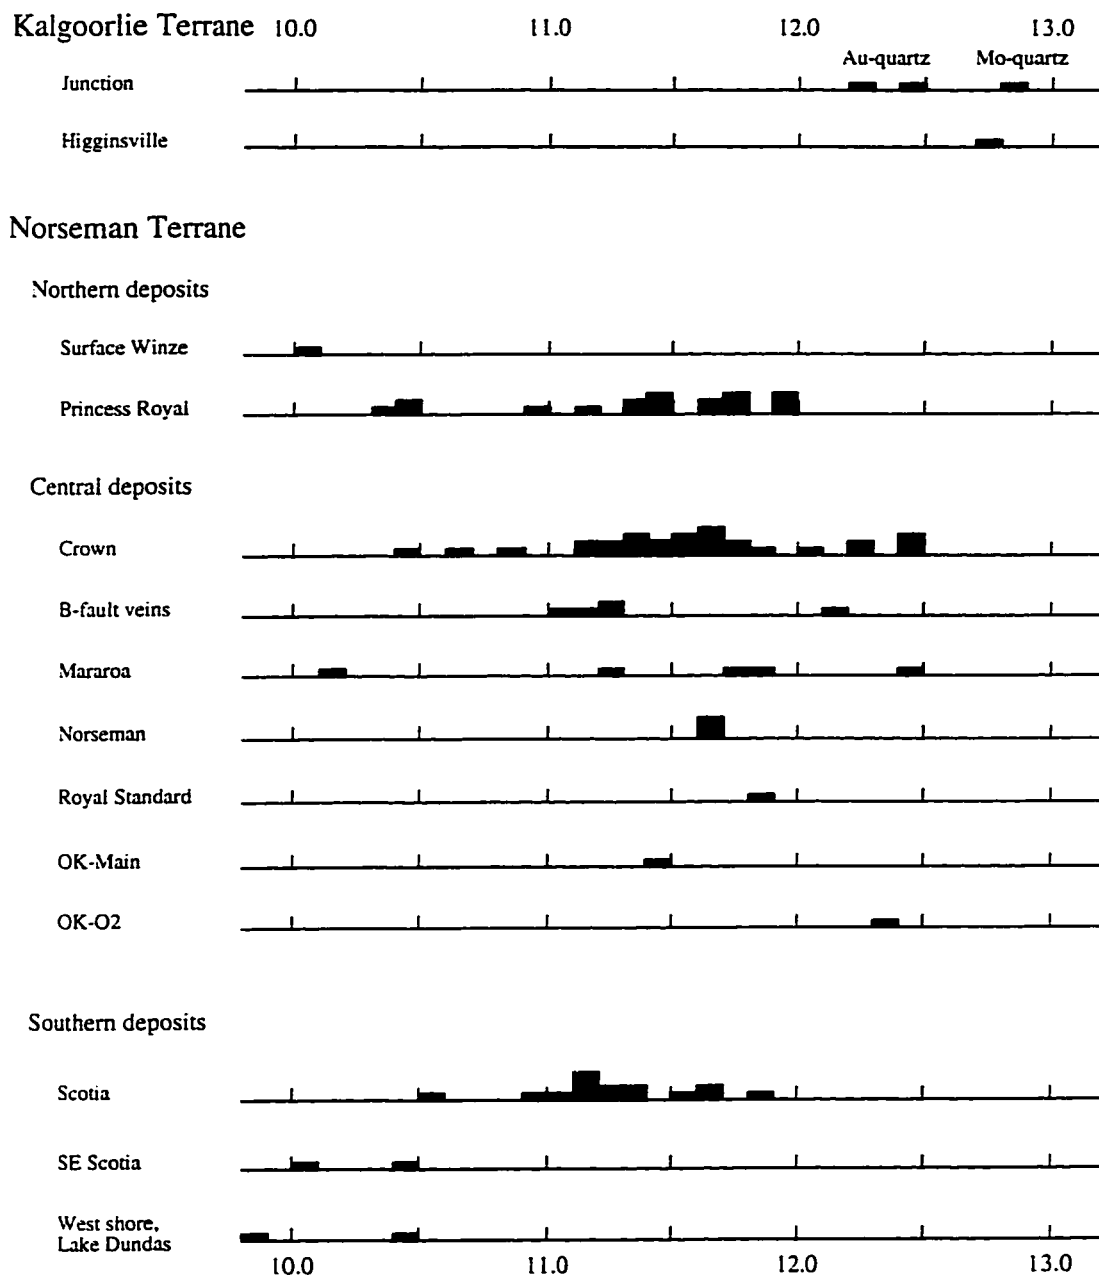 Kalgoorlie Terrane 10.0 11.0 12.0 13.0
Au-quartz Mo-quartz
Junction
Higginsville
Norseman Terrane
Northern deposits
Surface Winze
Princess Royal
Central deposits
Crown
B-fault veins
Mararoa
Norseman
Royal Standard
OK-Main
OK-O2
Southern deposits
Scotia
SE Scotia
West shore,
Lake Dundas
10.0 11.0 12.0 13.0